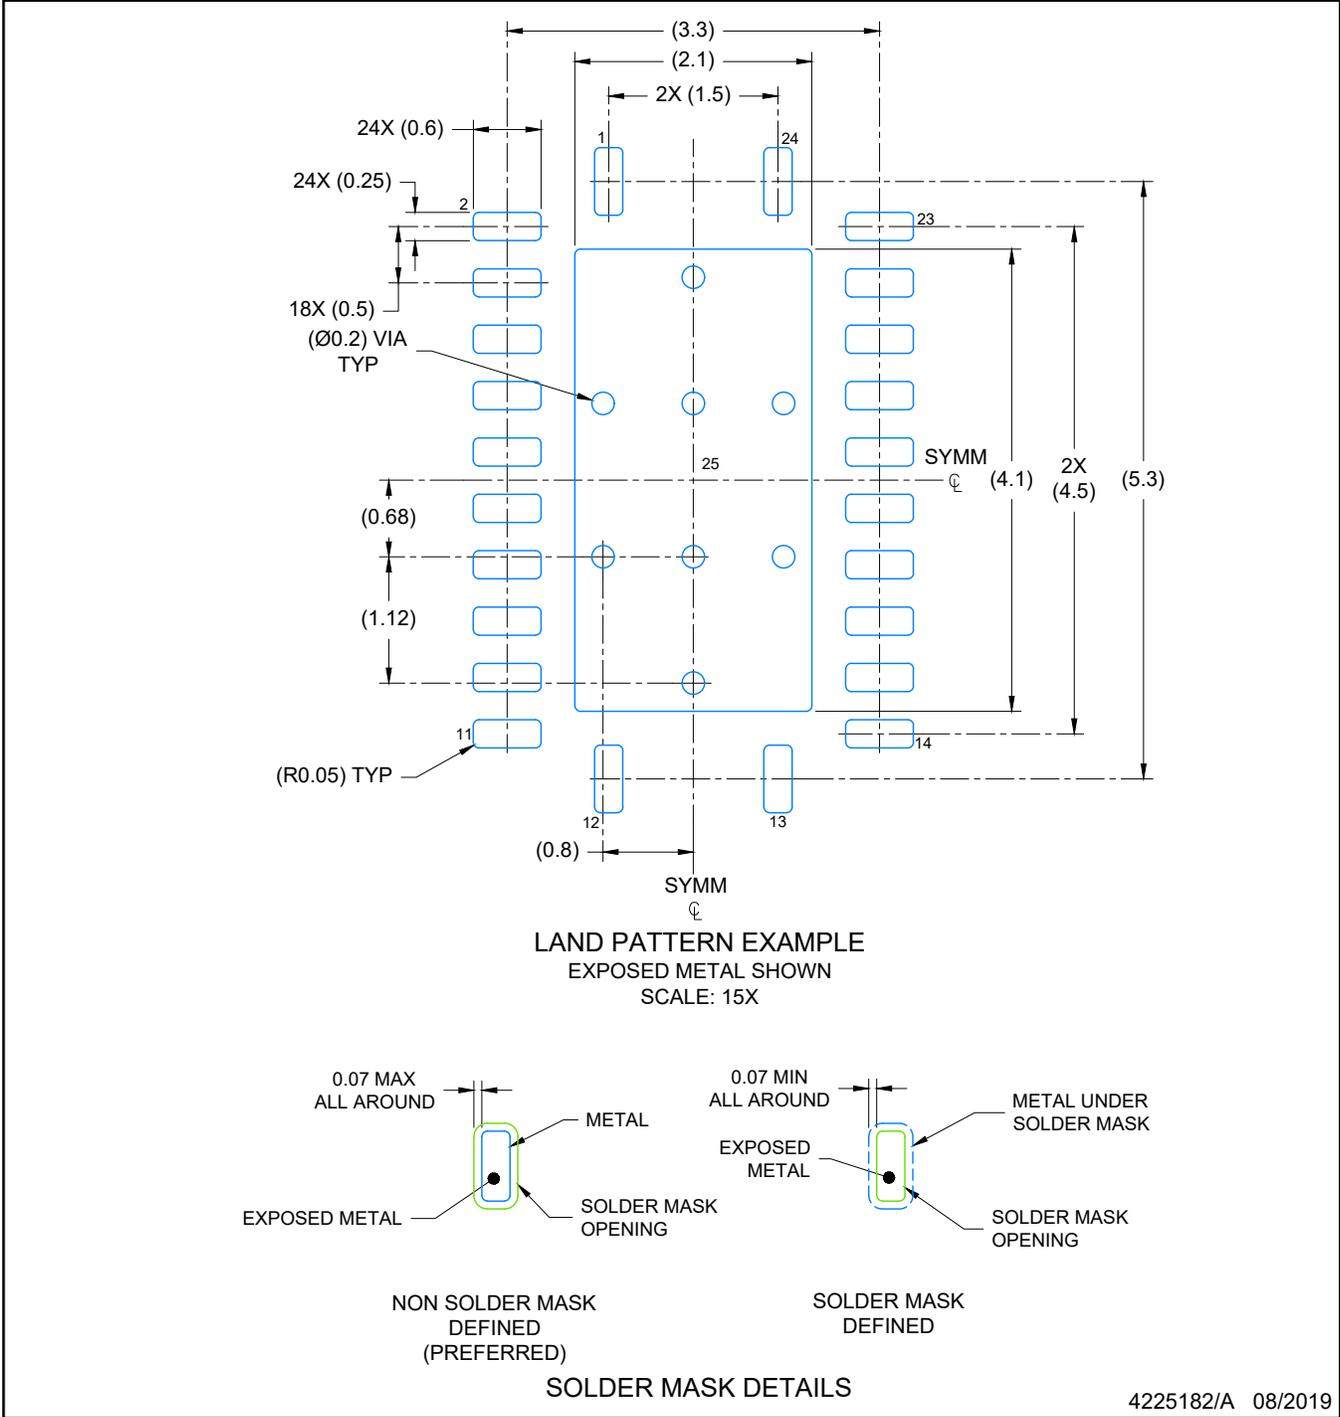 (3.3)
(2.1)
2X (1.5)
24X (0.6)
1
24
24X (0.25)
2
23
18X (0.5)
(Ø0.2) VIA
TYP
25
SYMM
℄
(4.1)
2X
(4.5)
(5.3)
(0.68)
(1.12)
11
14
(R0.05) TYP
12
13
(0.8)
SYMM
℄
LAND PATTERN EXAMPLE
EXPOSED METAL SHOWN
SCALE: 15X
0.07 MAX
ALL AROUND
METAL
EXPOSED METAL
SOLDER MASK
OPENING
NON SOLDER MASK
DEFINED
(PREFERRED)
0.07 MIN
ALL AROUND
METAL UNDER
SOLDER MASK
EXPOSED
METAL
SOLDER MASK
OPENING
SOLDER MASK
DEFINED
SOLDER MASK DETAILS
4225182/A 08/2019